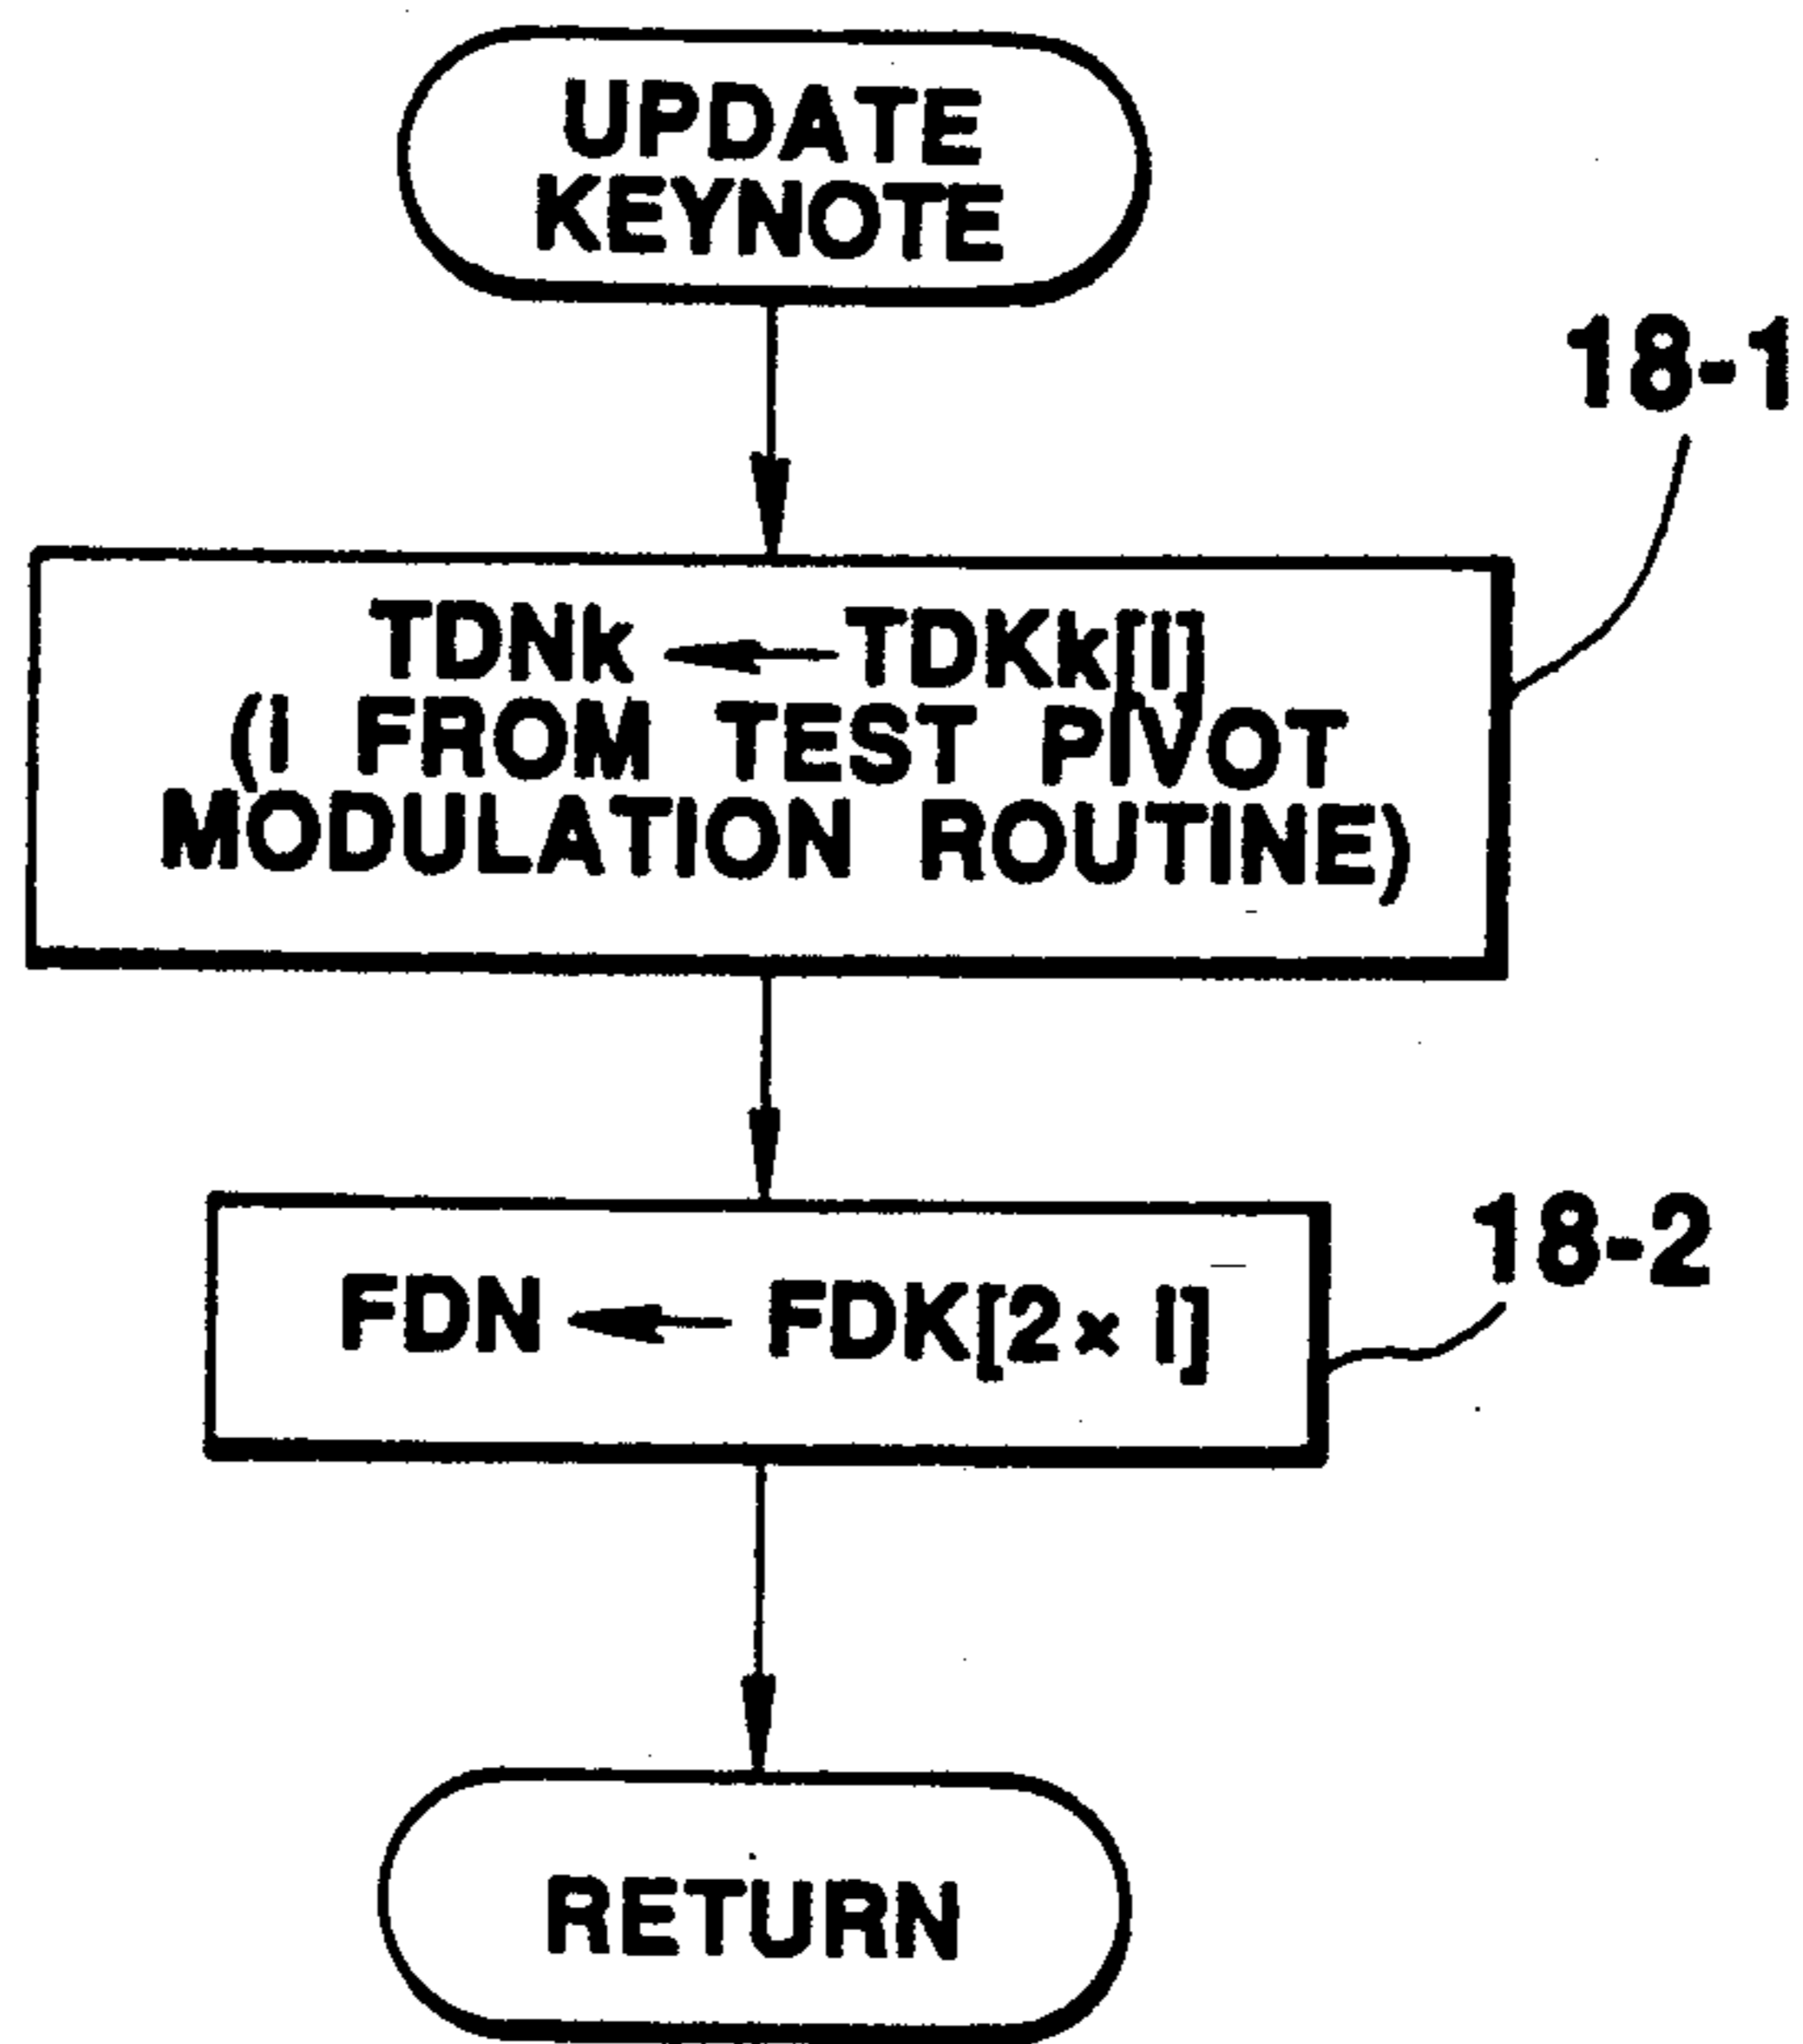 UPDATE
KEYNOTE
18-1
TDNk ← TDKk[I]
(I FROM TEST PIVOT
MODULATION ROUTINE)
18-2
FDN ← FDK[2× I]
RETURN